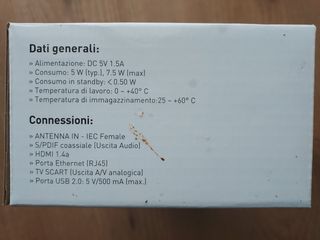 Dati generali:
» Alimentazione: DC 5V 1.5A
» Consumo: 5 W (typ.), 7.5 W (max)
» Consumo in standby: < 0.50 W
» Temperatura di lavoro: 0 ~ +40° C
» Temperatura di immagazzinamento:25 ~ +60° C
Connessioni:
» ANTENNA IN - IEC Female
» S/PDIF coassiale (Uscita Audio)
» HDMI 1.4a
» Porta Ethernet (RJ45)
» TV SCART (Uscita A/V analogica)
» Porta USB 2.0: 5 V/500 mA (max.)